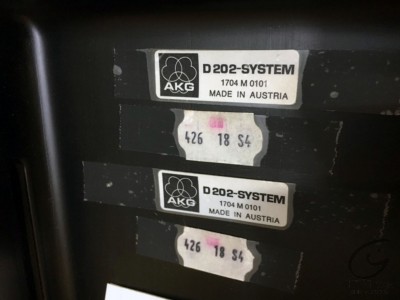 AKG
D 202-SYSTEM
1704 M 0101
MADE IN AUSTRIA
426 18 S4
AKG
D 202-SYSTEM
1704 M 0101
MADE IN AUSTRIA
426 18 S4